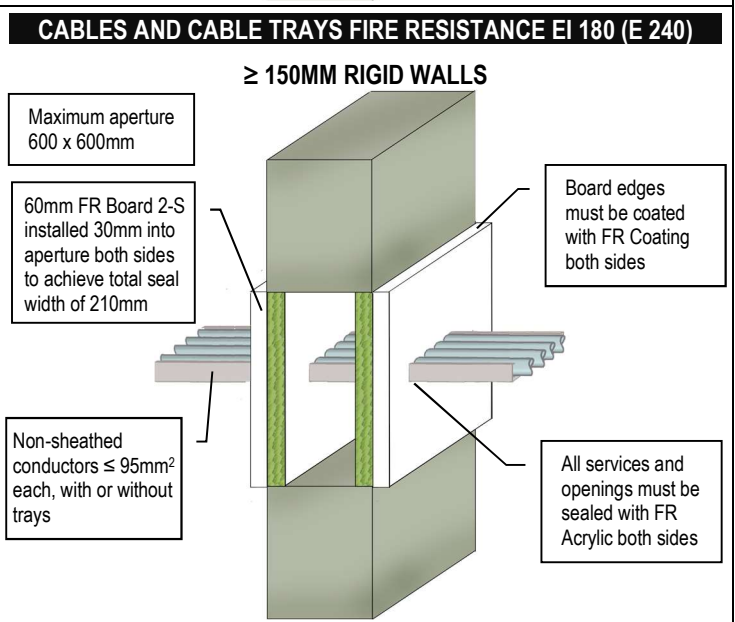 CABLES AND CABLE TRAYS FIRE RESISTANCE EI 180 (E 240)
≥ 150MM RIGID WALLS
Maximum aperture
600 x 600mm
60mm FR Board 2-S
installed 30mm into
aperture both sides
to achieve total seal
width of 210mm
Board edges
must be coated
with FR Coating
both sides
Non-sheathed
conductors ≤ 95mm²
each, with or without
trays
All services and
openings must be
sealed with FR
Acrylic both sides